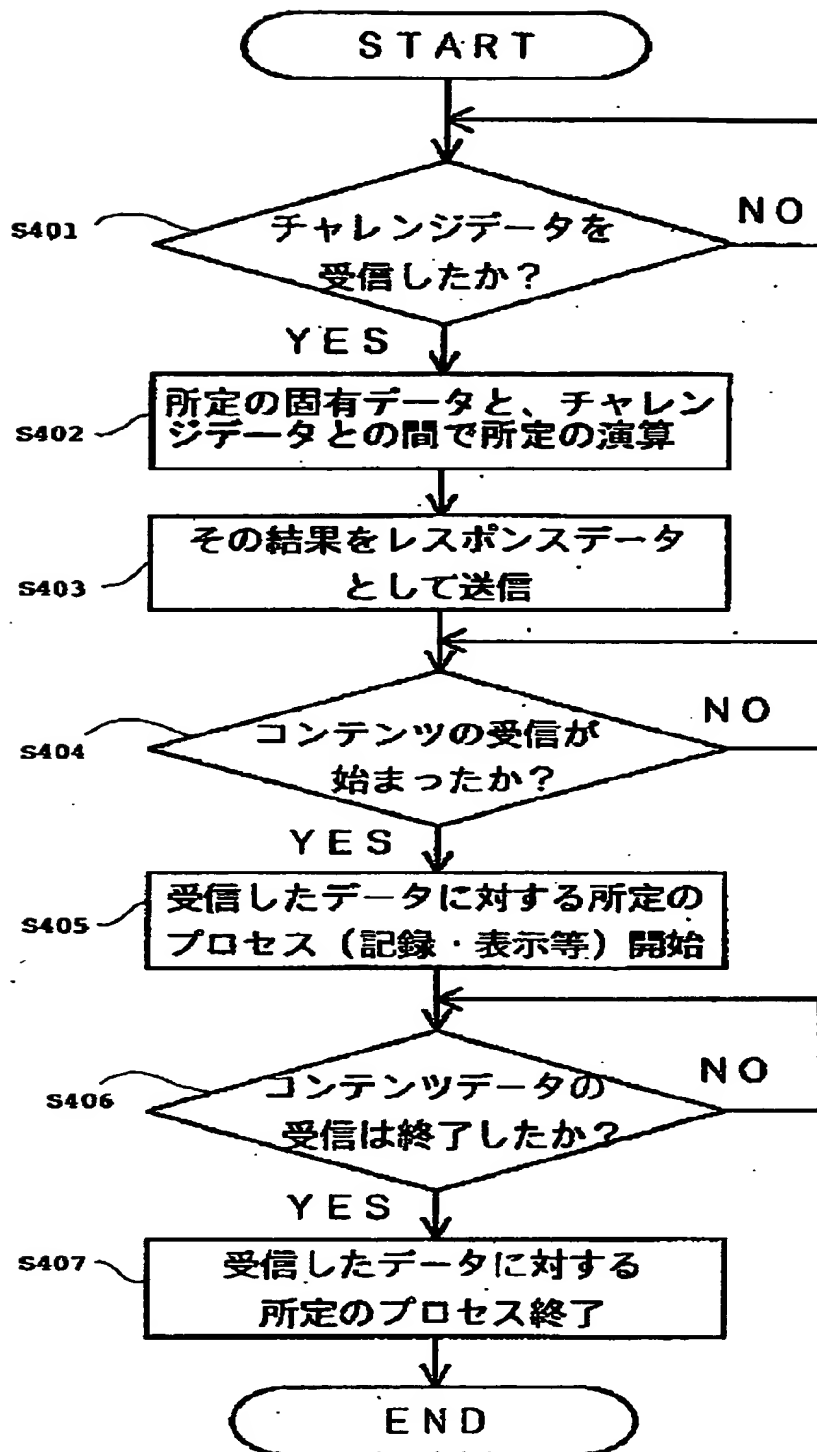 START
S401
チャレンジデータを
受信したか？
NO
YES
S402
所定の固有データと、チャレン
ジデータとの間で所定の演算
S403
その結果をレスポンスデータ
として送信
S404
コンテンツの受信が
始まったか？
NO
YES
S405
受信したデータに対する所定の
プロセス（記録・表示等）開始
S406
コンテンツデータの
受信は終了したか？
NO
YES
S407
受信したデータに対する
所定のプロセス終了
END